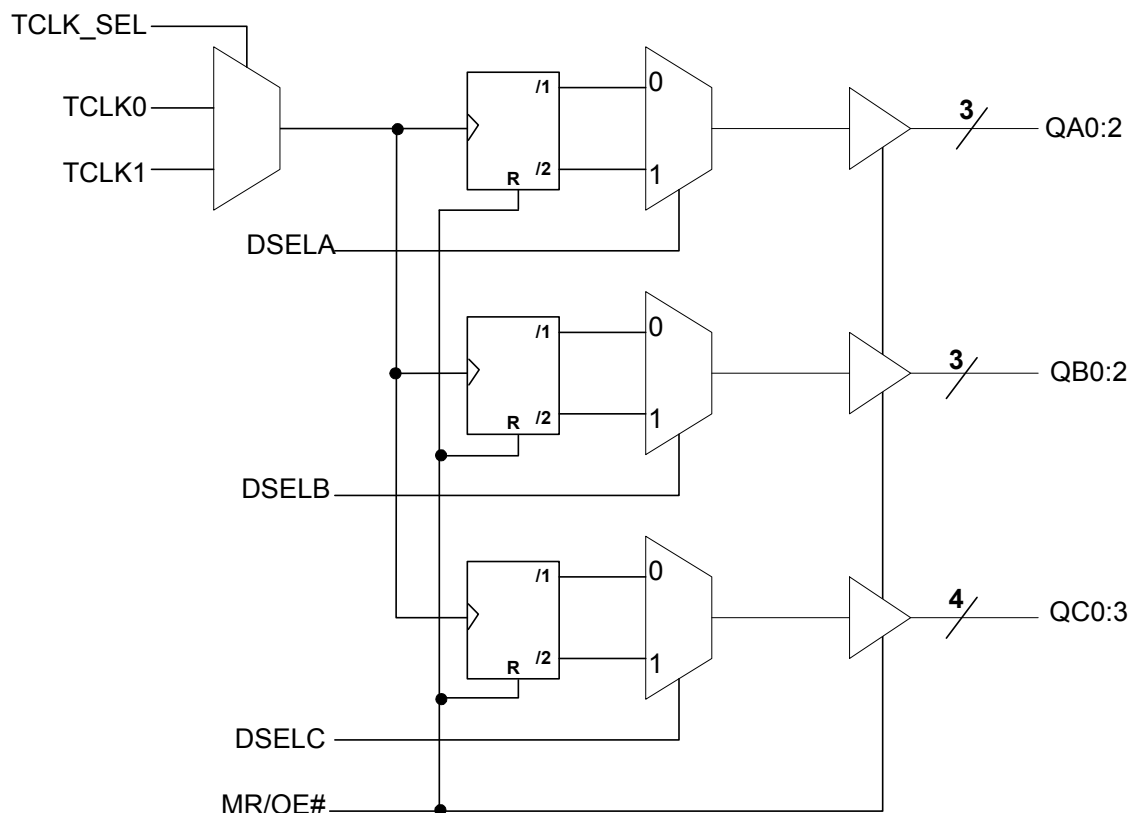 TCLK_SEL
TCLK0
TCLK1
/1
/2
R
0
1
3
QA0:2
DSELA
/1
/2
R
0
1
3
QB0:2
DSELB
/1
/2
R
0
1
4
QC0:3
DSELC
MR/OE#